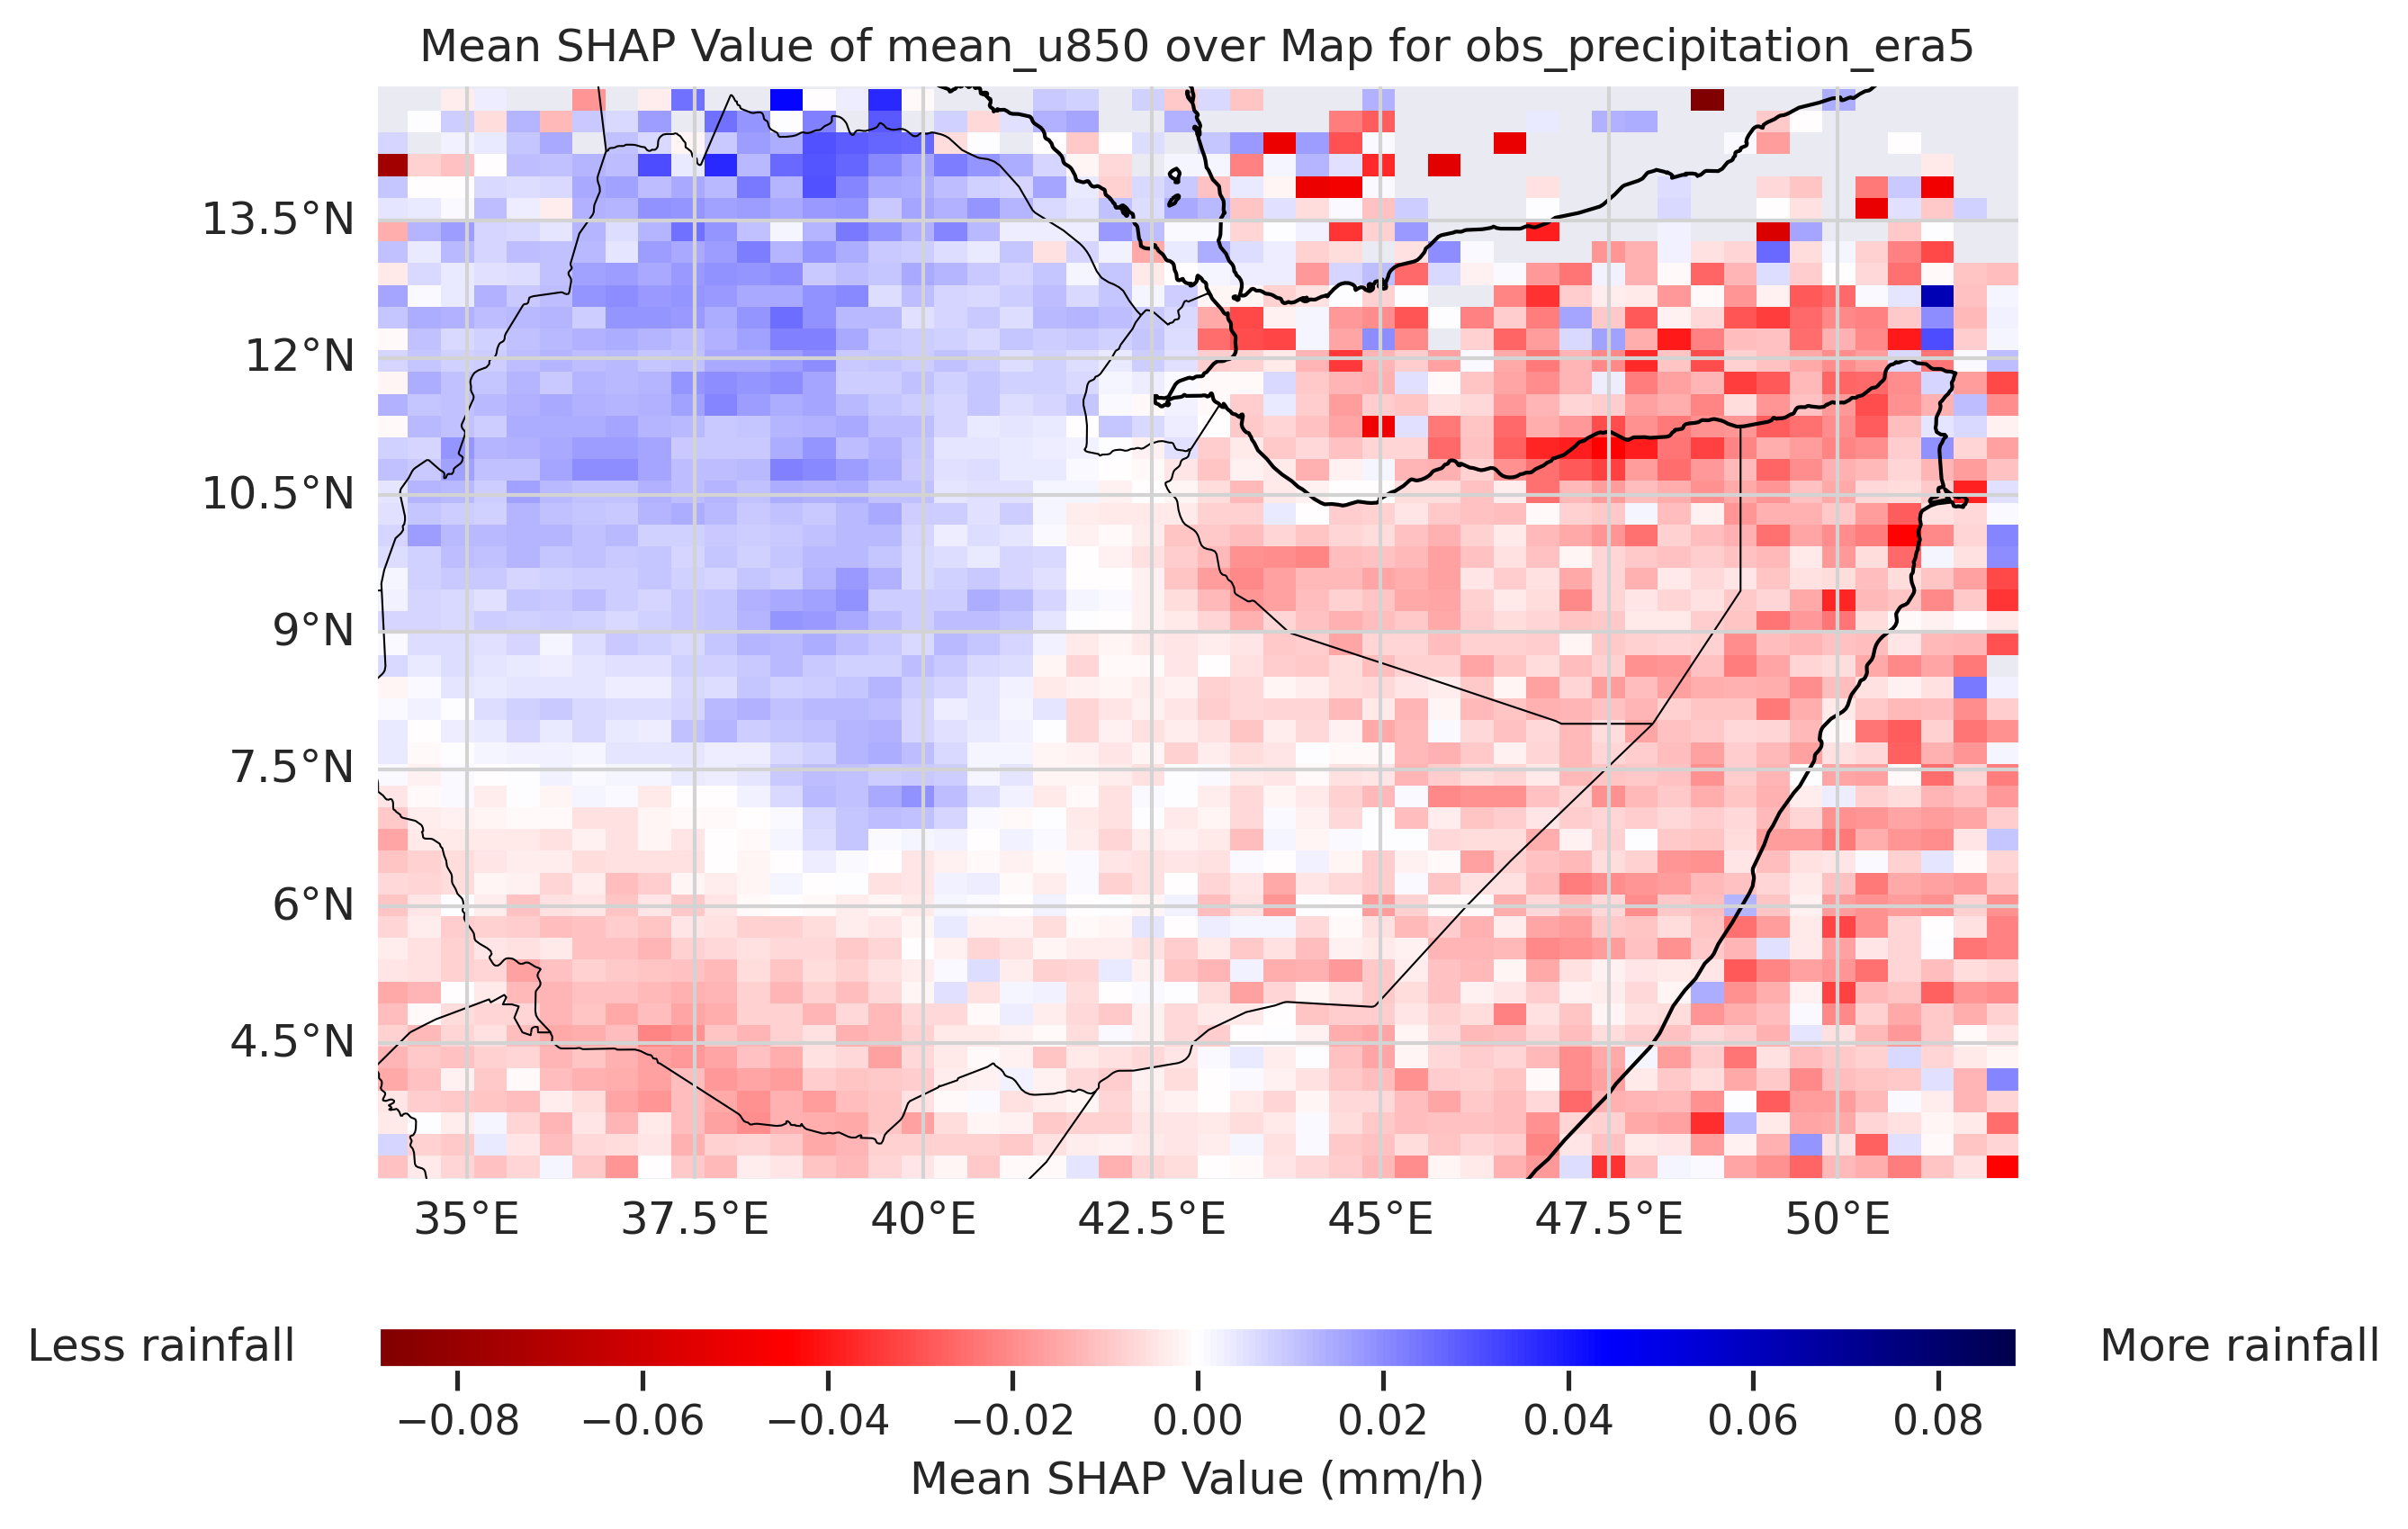 Mean SHAP Value of mean_u850 over Map for obs_precipitation_era5
13.5°N
12°N
10.5°N
9°N
7.5°N
6°N
4.5°N
35°E 37.5°E 40°E 42.5°E 45°E 47.5°E 50°E
Less rainfall More rainfall
−0.08 −0.06 −0.04 −0.02 0.00 0.02 0.04 0.06 0.08
Mean SHAP Value (mm/h)